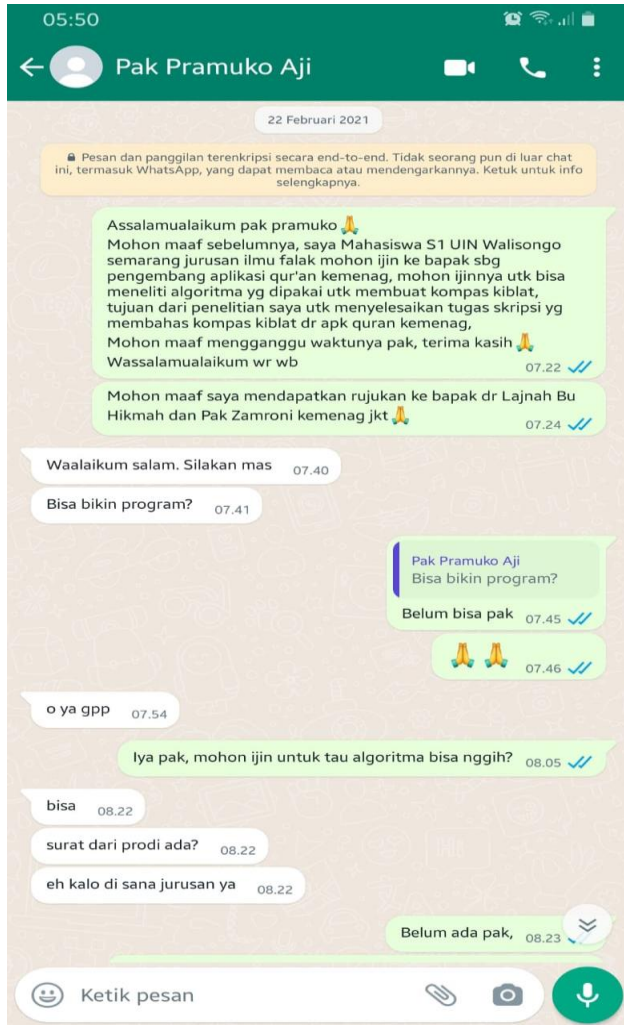 05:50
Pak Pramuko Aji
22 Februari 2021
Pesan dan panggilan terenkripsi secara end-to-end. Tidak seorang pun di luar chat
ini, termasuk WhatsApp, yang dapat membaca atau mendengarkannya. Ketuk untuk info
selengkapnya.
Assalamualaikum pak pramuko 🙏
Mohon maaf sebelumnya, saya Mahasiswa S1 UIN Walisongo
semarang jurusan ilmu falak mohon ijin ke bapak sbg
pengembang aplikasi qur'an kemenag, mohon ijinnya utk bisa
meneliti algoritma yg dipakai utk membuat kompas kiblat,
tujuan dari penelitian saya utk menyelesaikan tugas skripsi yg
membahas kompas kiblat dr apk quran kemenag,
Mohon maaf mengganggu waktunya pak, terima kasih 🙏
Wassalamualaikum wr wb
07.22
Mohon maaf saya mendapatkan rujukan ke bapak dr Lajnah Bu
Hikmah dan Pak Zamroni kemenag jkt 🙏
07.24
Waalaikum salam. Silakan mas 07.40
Bisa bikin program? 07.41
Pak Pramuko Aji
Bisa bikin program?
Belum bisa pak 07.45
🙏 🙏 07.46
o ya gpp 07.54
Iya pak, mohon ijin untuk tau algoritma bisa nggih? 08.05
bisa 08.22
surat dari prodi ada? 08.22
eh kalo di sana jurusan ya 08.22
Belum ada pak, 08.23
Ketik pesan